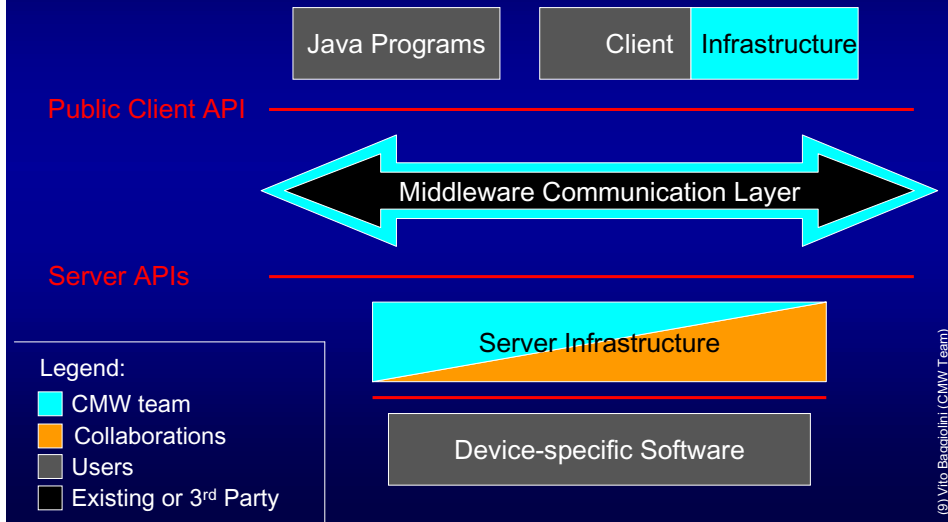 Java Programs
Client Infrastructure
Public Client API
Middleware Communication Layer
Server APIs
Server Infrastructure
Device-specific Software
Legend:
CMW team
Collaborations
Users
Existing or 3rd Party
(9) Vito Baggiolini (CMW Team)